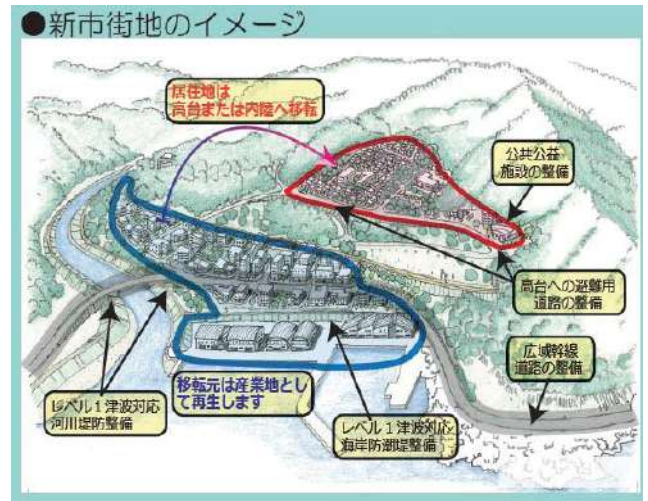 ●新市街地のイメージ
居住地は
高台または内陸へ移転
公共公益
施設の整備
高台への避難用
道路の整備
広域幹線
道路の整備
移転元は産業地とし
て再生します
レベル1津波対応
河川堤防整備
レベル1津波対応
海岸防潮堤整備